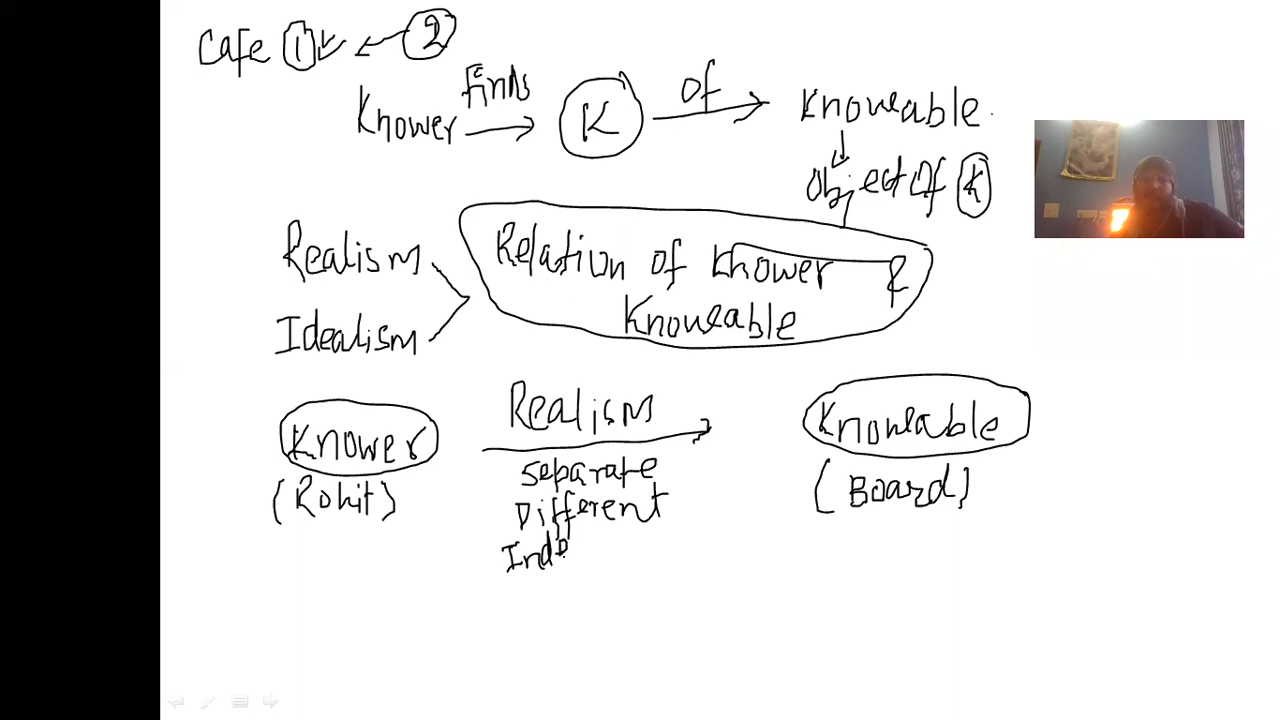 Cafe 1 2
Knower finds K of Knowable
Object Of K
Realism
Relation of Knower &
Knowable
Idealism
Knower Realism Knowable
(Rohit) Separate (Board)
Different
Indp